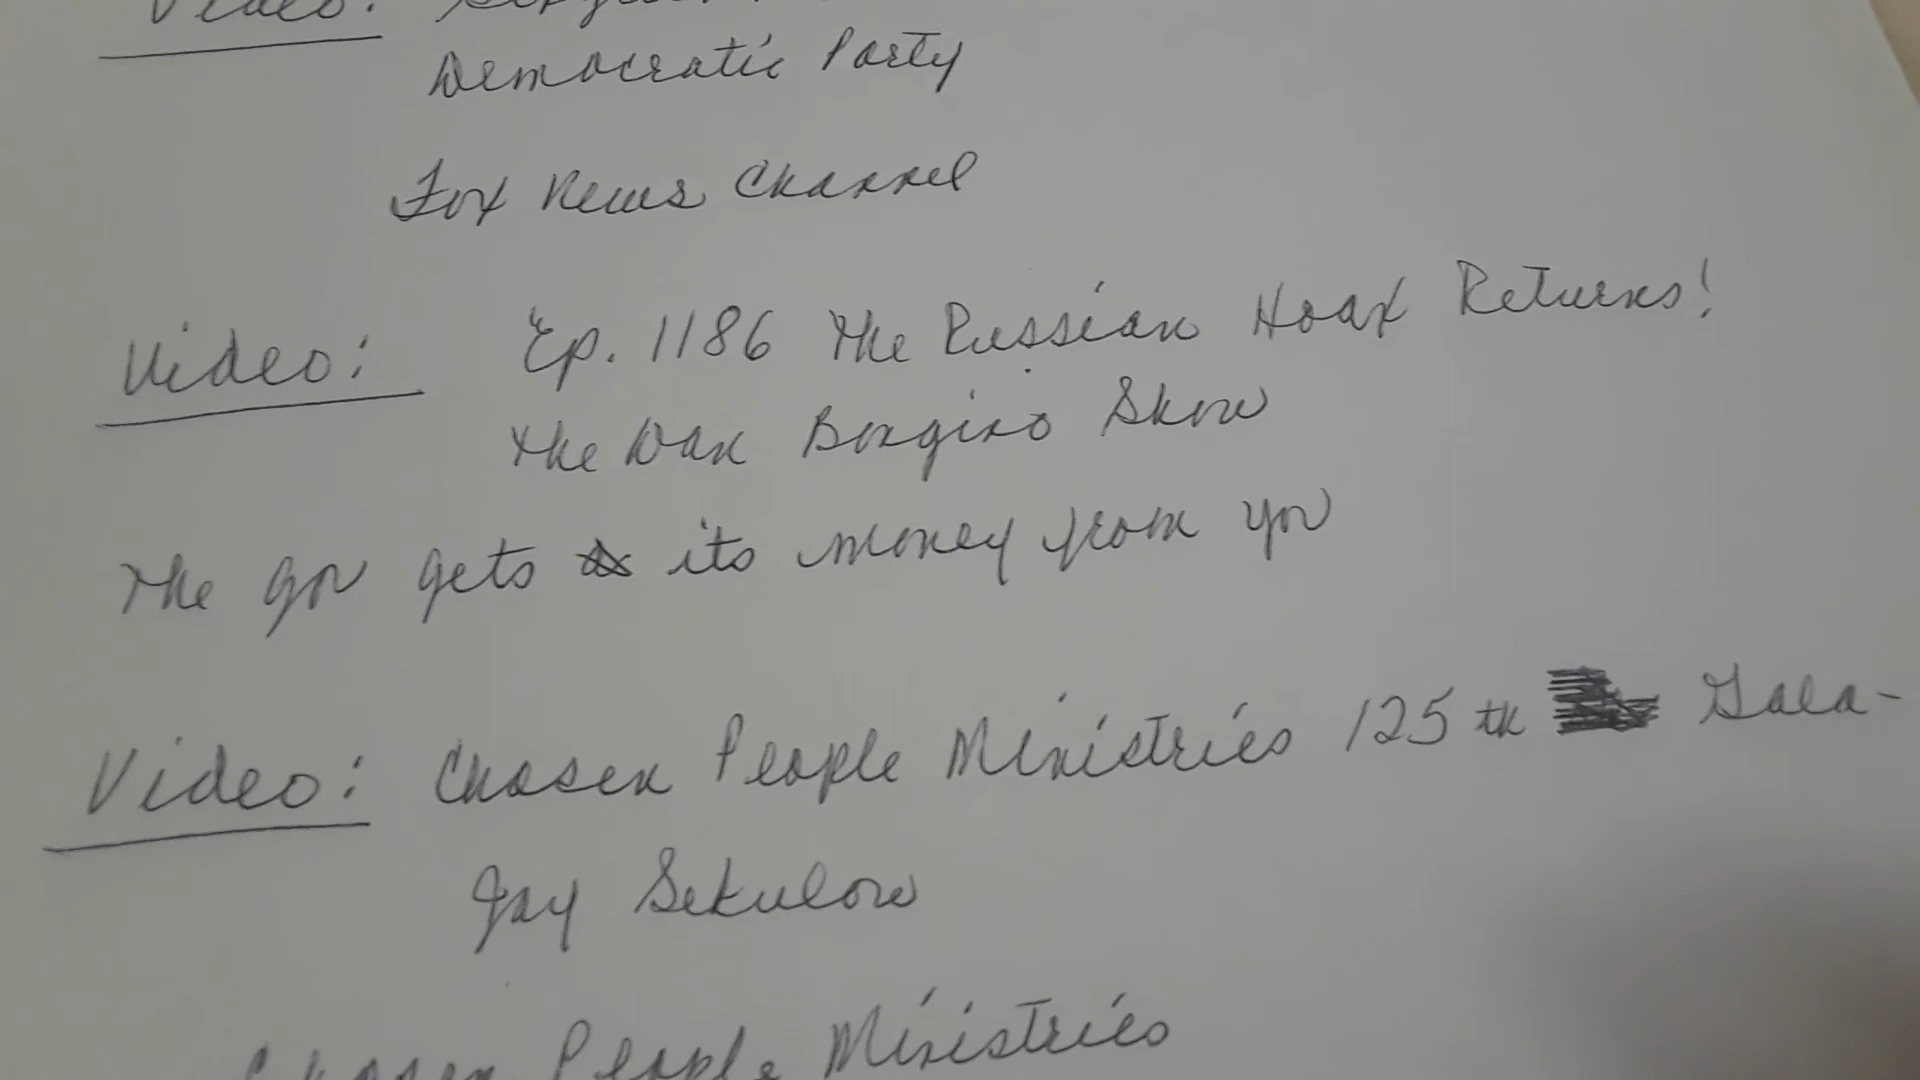 Video:
Democratic Party
Fox News Channel
Video: Ep. 1186 The Russian Hoax Returns!
The Dan Bongino Show
The gov gets its money from you
Video: Chosen People Ministries 125th Gala-
Jay Sekulow
Chosen People Ministries